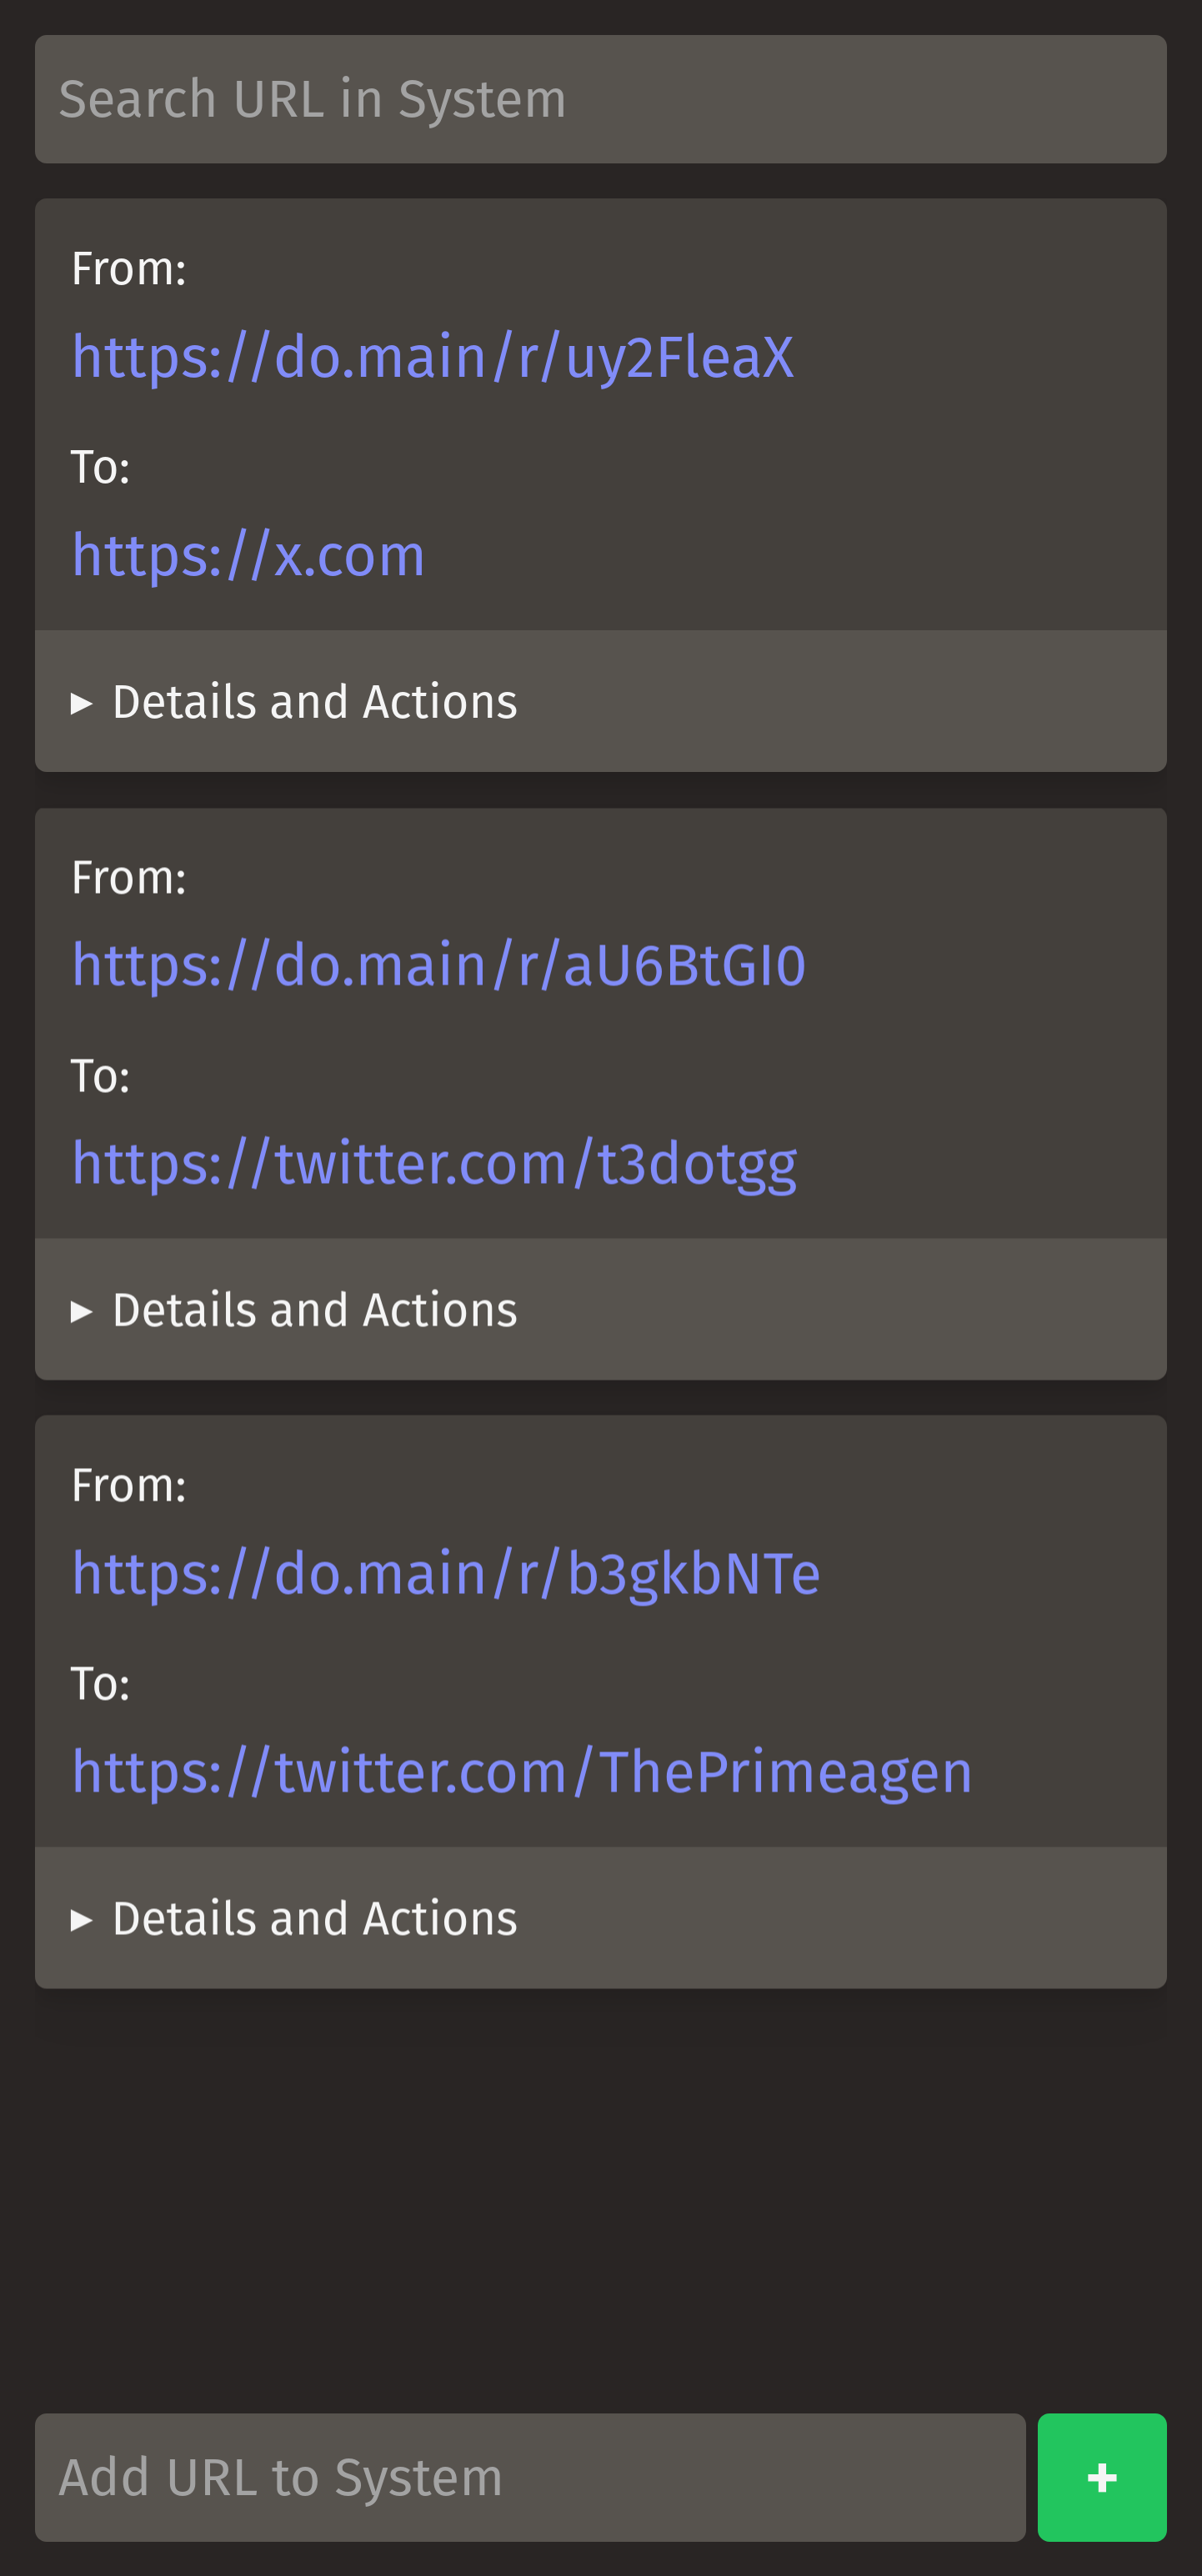 Search URL in System
From:
https://do.main/r/uy2FleaX
To:
https://x.com
▸ Details and Actions
From:
https://do.main/r/aU6BtGI0
To:
https://twitter.com/t3dotgg
▸ Details and Actions
From:
https://do.main/r/b3gkbNTe
To:
https://twitter.com/ThePrimeagen
▸ Details and Actions
Add URL to System
+